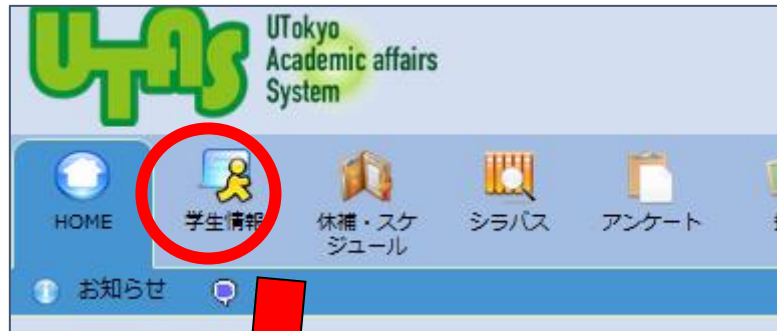 UTAS
UTokyo
Academic affairs
System
HOME
学生情報
休補・スケ
ジュール
シラバス
アンケート
お知らせ